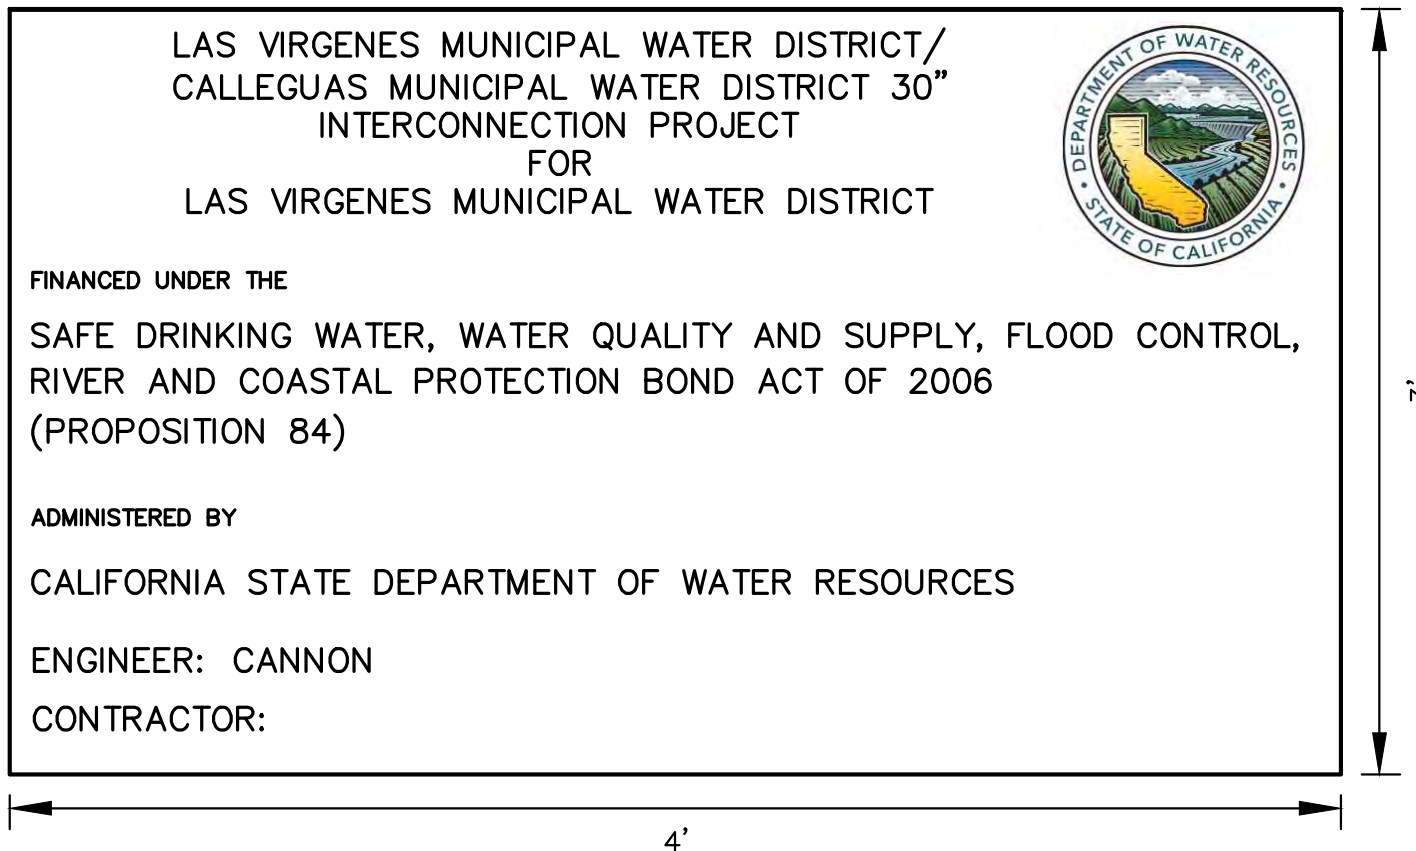 LAS VIRGENES MUNICIPAL WATER DISTRICT/
CALLEGUAS MUNICIPAL WATER DISTRICT 30”
INTERCONNECTION PROJECT
FOR
LAS VIRGENES MUNICIPAL WATER DISTRICT
DEPARTMENT OF WATER RESOURCES
• STATE OF CALIFORNIA •
FINANCED UNDER THE
SAFE DRINKING WATER, WATER QUALITY AND SUPPLY, FLOOD CONTROL,
RIVER AND COASTAL PROTECTION BOND ACT OF 2006
(PROPOSITION 84)
ADMINISTERED BY
CALIFORNIA STATE DEPARTMENT OF WATER RESOURCES
ENGINEER: CANNON
CONTRACTOR:
4’